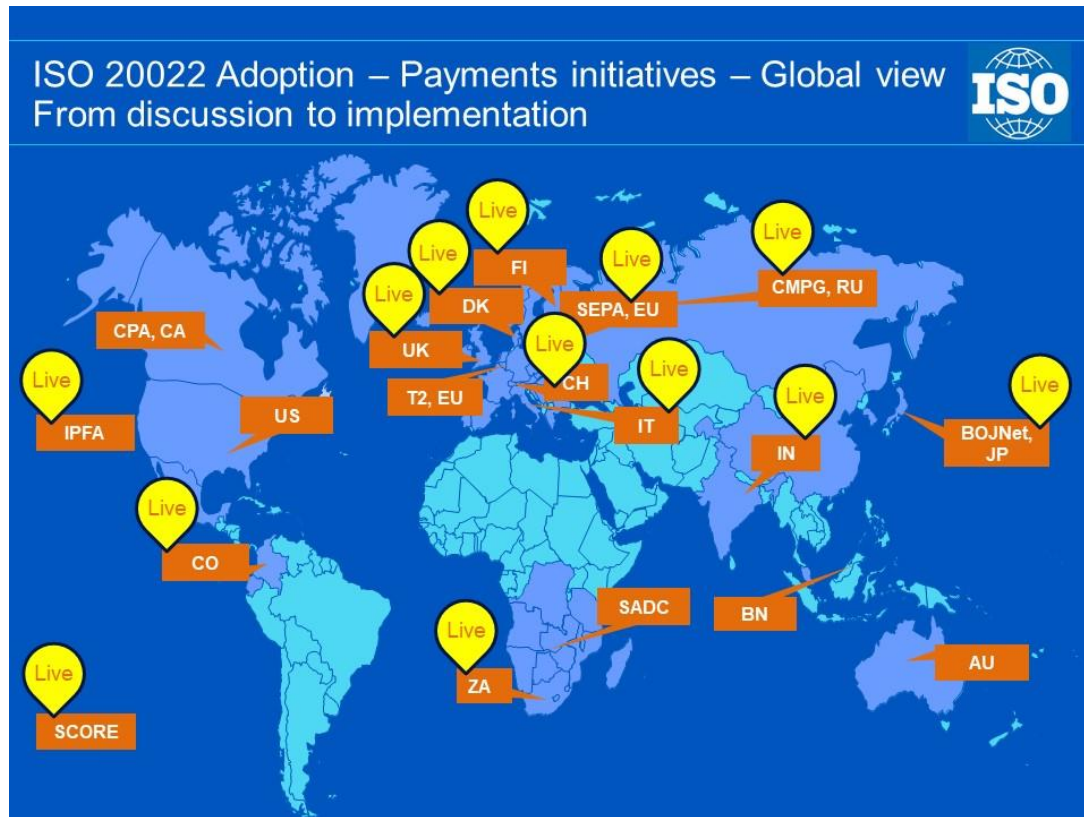 ISO 20022 Adoption – Payments initiatives – Global view
From discussion to implementation
ISO
Live
FI
Live
DK
Live
UK
Live
SEPA, EU
Live
CMPG, RU
CPA, CA
Live
IPFA
US
T2, EU
Live
CH
Live
IT
Live
IN
Live
BOJNet,
JP
Live
CO
SADC
BN
Live
ZA
AU
Live
SCORE